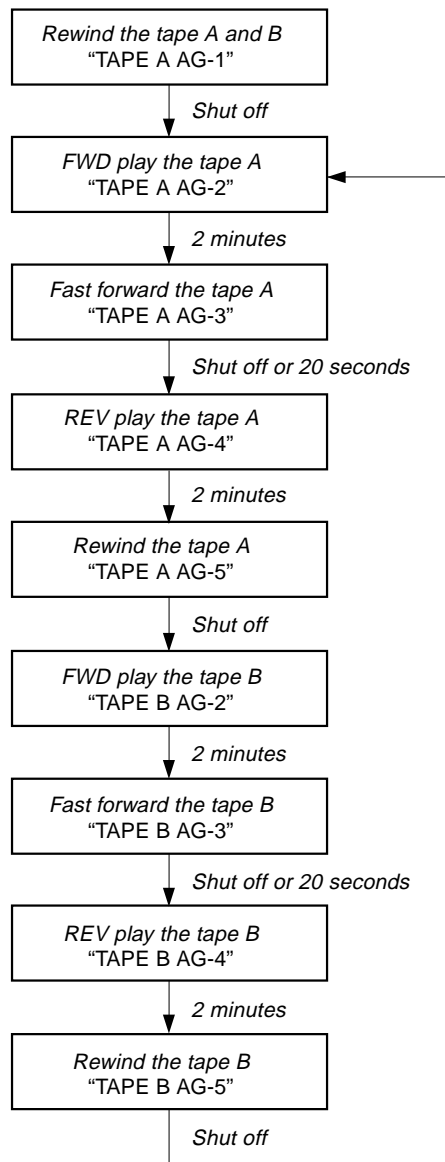 Rewind the tape A and B
“TAPE A AG-1”
Shut off
FWD play the tape A
“TAPE A AG-2”
2 minutes
Fast forward the tape A
“TAPE A AG-3”
Shut off or 20 seconds
REV play the tape A
“TAPE A AG-4”
2 minutes
Rewind the tape A
“TAPE A AG-5”
Shut off
FWD play the tape B
“TAPE B AG-2”
2 minutes
Fast forward the tape B
“TAPE B AG-3”
Shut off or 20 seconds
REV play the tape B
“TAPE B AG-4”
2 minutes
Rewind the tape B
“TAPE B AG-5”
Shut off